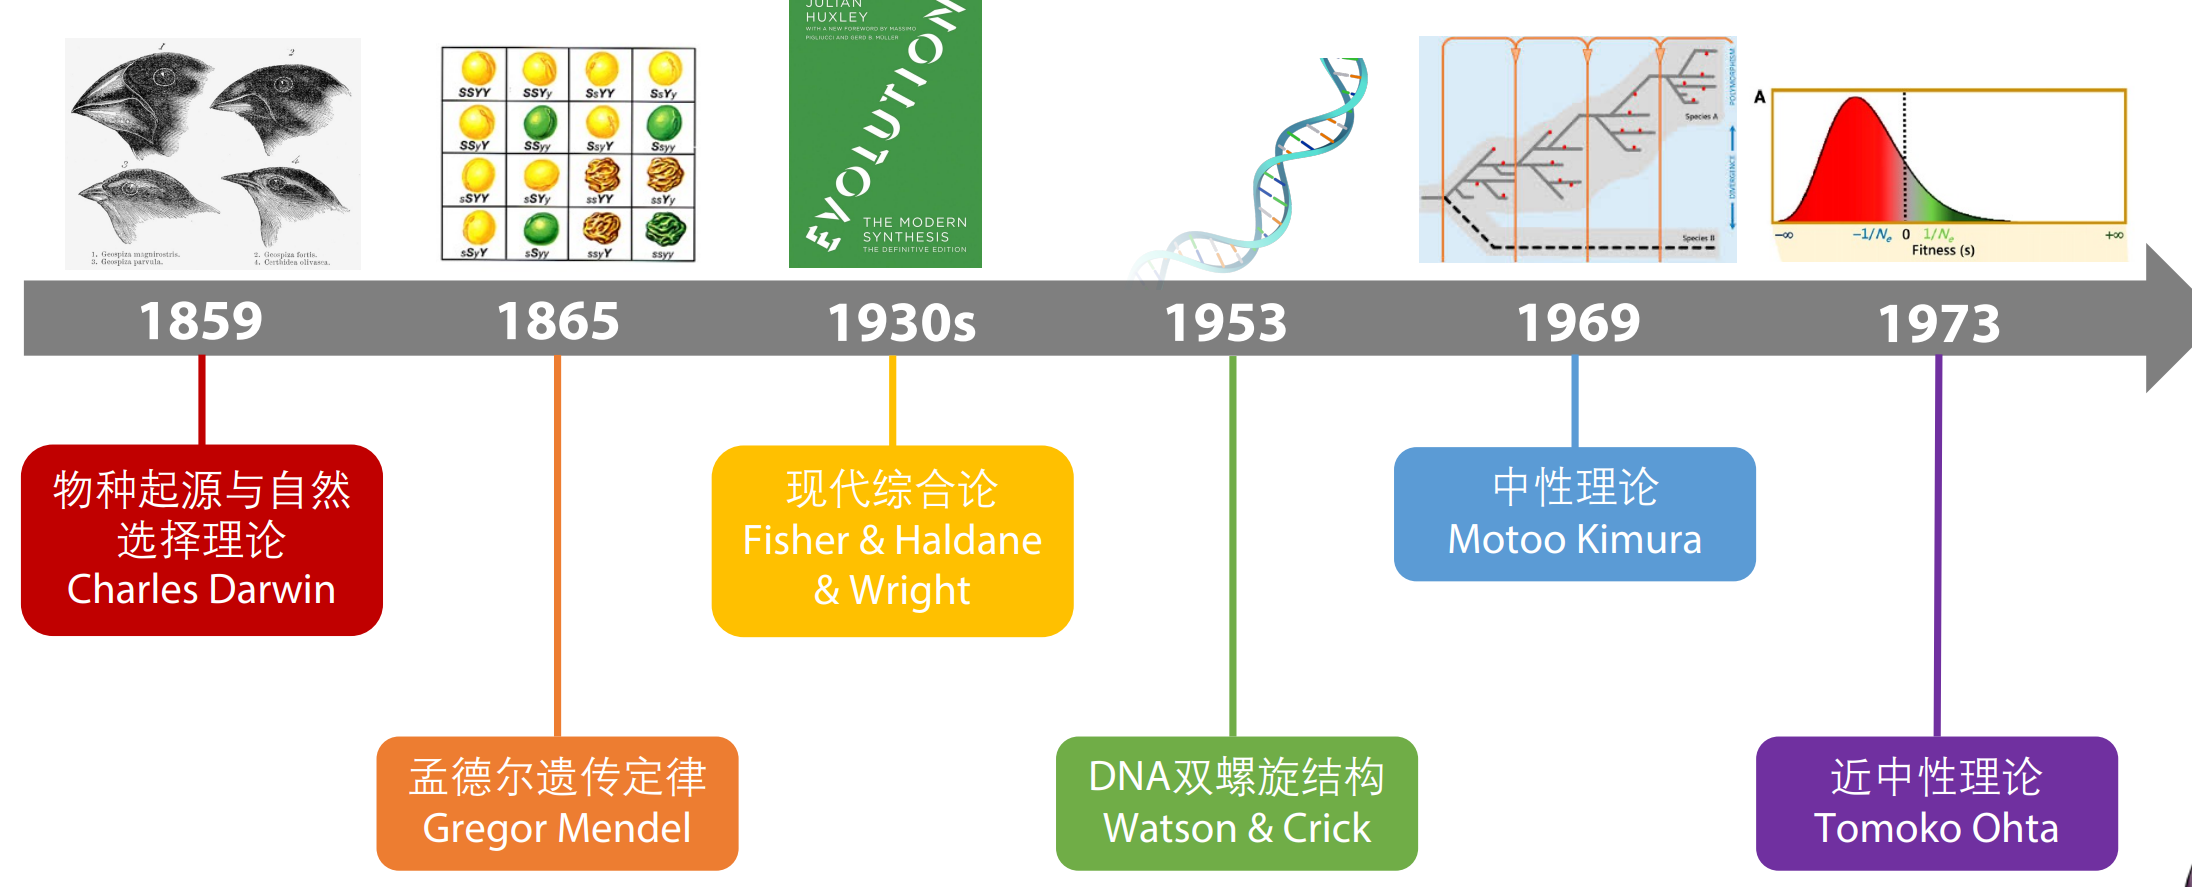 1
2
3
4
1. Geospiza magnirostris.
2. Geospiza fortis.
3. Geospiza parvula.
4. Certhidea olivasca.
SSYY
SSYy
SsYY
SsYy
SSyY
SSyy
SsyY
Ssyy
sSYY
sSYy
ssYY
ssYy
sSyY
sSyy
ssyY
ssyy
JULIAN
HUXLEY
WITH A NEW FOREWORD BY MASSIMO
PIGLIUCCI AND GERD B. MÜLLER
EVOLUTION
THE MODERN
SYNTHESIS
THE DEFINITIVE EDITION
POLYMORPHISM
DIVERGENCE
Species A
Species B
A
-∞
-1/Ne
0
1/Ne
+∞
Fitness (s)
1859
1865
1930s
1953
1969
1973
物种起源与自然
选择理论
Charles Darwin
孟德尔遗传定律
Gregor Mendel
现代综合论
Fisher & Haldane
& Wright
DNA双螺旋结构
Watson & Crick
中性理论
Motoo Kimura
近中性理论
Tomoko Ohta